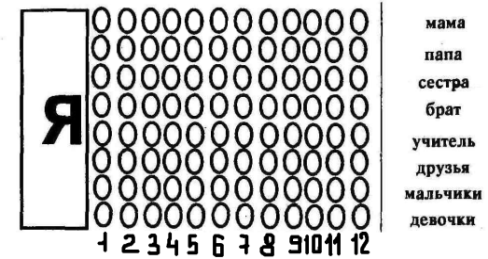 мама
папа
сестра
брат
Я
учитель
друзья
мальчики
девочки
1 2 3 4 5 6 7 8 9 10 11 12